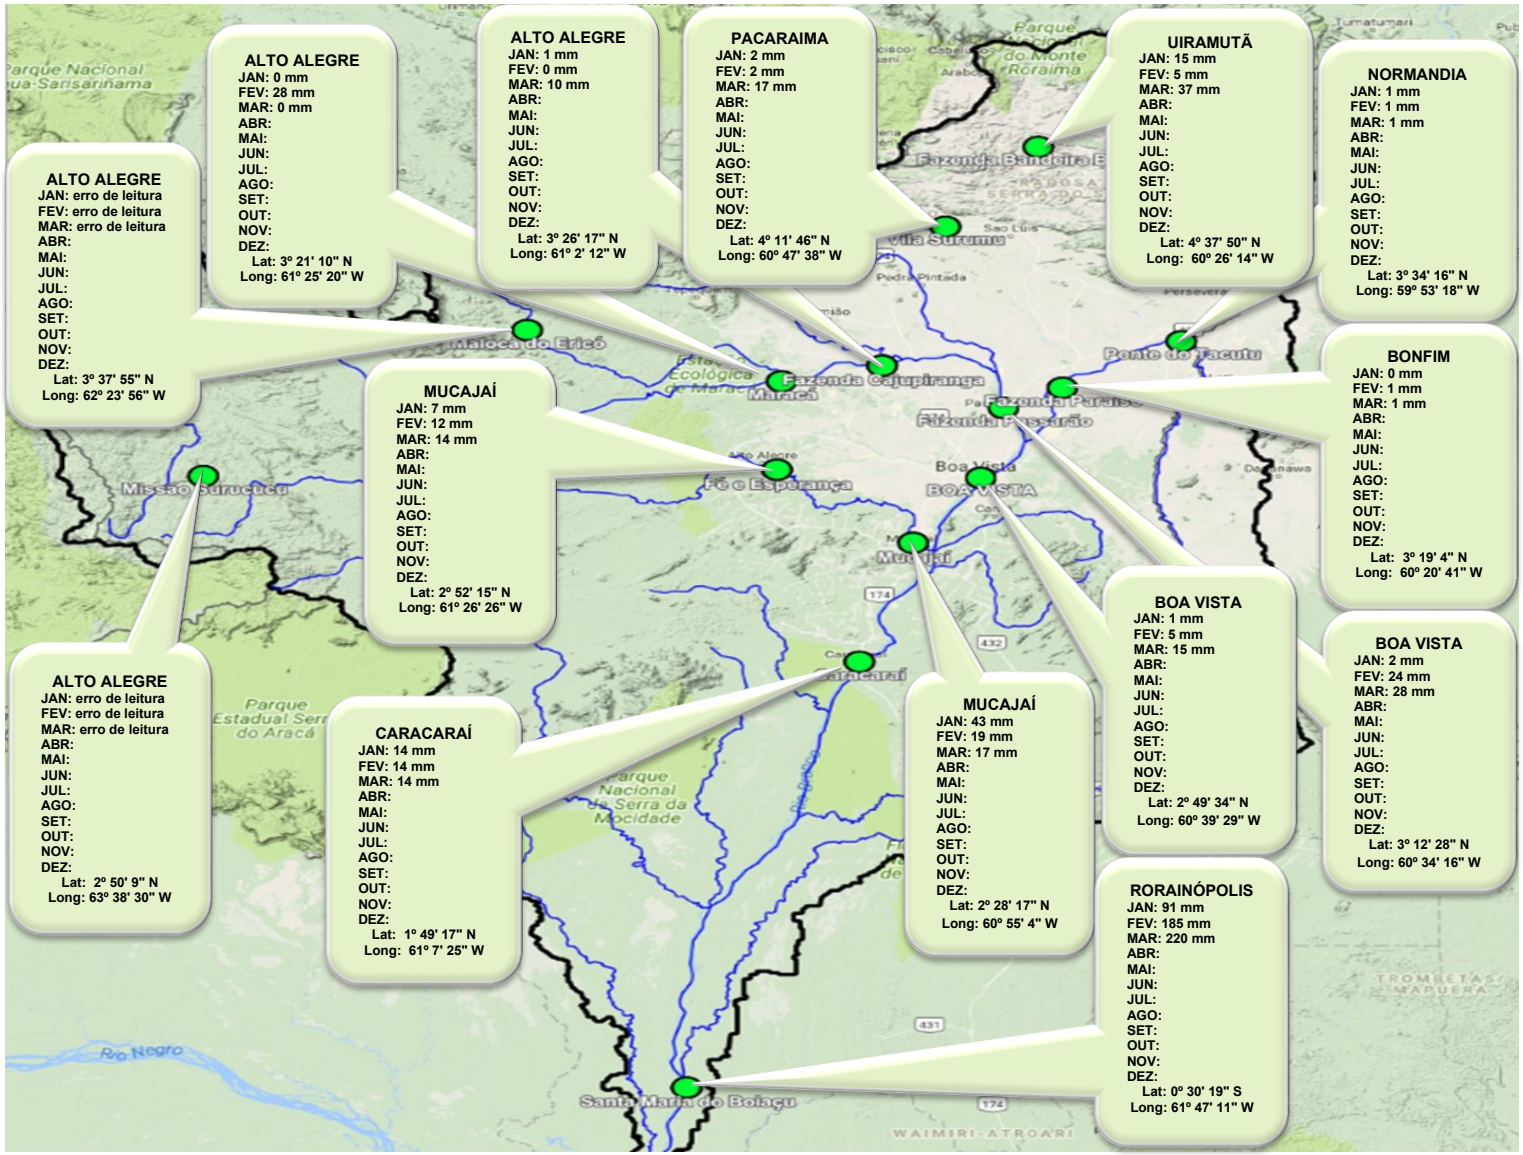 ALTO ALEGRE
JAN: 0 mm
FEV: 28 mm
MAR: 0 mm
ABR:
MAI:
JUN:
JUL:
AGO:
SET:
OUT:
NOV:
DEZ:
Lat: 3º 21' 10" N
Long: 61º 25' 20" W
ALTO ALEGRE
JAN: 1 mm
FEV: 0 mm
MAR: 10 mm
ABR:
MAI:
JUN:
JUL:
AGO:
SET:
OUT:
NOV:
DEZ:
Lat: 3º 26' 17" N
Long: 61º 2' 12" W
PACARAIMA
JAN: 2 mm
FEV: 2 mm
MAR: 17 mm
ABR:
MAI:
JUN:
JUL:
AGO:
SET:
OUT:
NOV:
DEZ:
Lat: 4º 11' 46" N
Long: 60º 47' 38" W
UIRAMUTÃ
JAN: 15 mm
FEV: 5 mm
MAR: 37 mm
ABR:
MAI:
JUN:
JUL:
AGO:
SET:
OUT:
NOV:
DEZ:
Lat: 4º 37' 50" N
Long: 60º 26' 14" W
NORMANDIA
JAN: 1 mm
FEV: 1 mm
MAR: 1 mm
ABR:
MAI:
JUN:
JUL:
AGO:
SET:
OUT:
NOV:
DEZ:
Lat: 3º 34' 16" N
Long: 59º 53' 18" W
ALTO ALEGRE
JAN: erro de leitura
FEV: erro de leitura
MAR: erro de leitura
ABR:
MAI:
JUN:
JUL:
AGO:
SET:
OUT:
NOV:
DEZ:
Lat: 3º 37' 55" N
Long: 62º 23' 56" W
MUCAJAÍ
JAN: 7 mm
FEV: 12 mm
MAR: 14 mm
ABR:
MAI:
JUN:
JUL:
AGO:
SET:
OUT:
NOV:
DEZ:
Lat: 2º 52' 15" N
Long: 61º 26' 26" W
BONFIM
JAN: 0 mm
FEV: 1 mm
MAR: 1 mm
ABR:
MAI:
JUN:
JUL:
AGO:
SET:
OUT:
NOV:
DEZ:
Lat: 3º 19' 4" N
Long: 60º 20' 41" W
ALTO ALEGRE
JAN: erro de leitura
FEV: erro de leitura
MAR: erro de leitura
ABR:
MAI:
JUN:
JUL:
AGO:
SET:
OUT:
NOV:
DEZ:
Lat: 2º 50' 9" N
Long: 63º 38' 30" W
CARACARAÍ
JAN: 14 mm
FEV: 14 mm
MAR: 14 mm
ABR:
MAI:
JUN:
JUL:
AGO:
SET:
OUT:
NOV:
DEZ:
Lat: 1º 49' 17" N
Long: 61º 7' 25" W
MUCAJAÍ
JAN: 43 mm
FEV: 19 mm
MAR: 17 mm
ABR:
MAI:
JUN:
JUL:
AGO:
SET:
OUT:
NOV:
DEZ:
Lat: 2º 28' 17" N
Long: 60º 55' 4" W
BOA VISTA
JAN: 1 mm
FEV: 5 mm
MAR: 15 mm
ABR:
MAI:
JUN:
JUL:
AGO:
SET:
OUT:
NOV:
DEZ:
Lat: 2º 49' 34" N
Long: 60º 39' 29" W
BOA VISTA
JAN: 2 mm
FEV: 24 mm
MAR: 28 mm
ABR:
MAI:
JUN:
JUL:
AGO:
SET:
OUT:
NOV:
DEZ:
Lat: 3º 12' 28" N
Long: 60º 34' 16" W
RORAINÓPOLIS
JAN: 91 mm
FEV: 185 mm
MAR: 220 mm
ABR:
MAI:
JUN:
JUL:
AGO:
SET:
OUT:
NOV:
DEZ:
Lat: 0º 30' 19" S
Long: 61º 47' 11" W
Parque Nacional
Parque
do Monte
Roraima
Tumatumari
Fazenda Bandeira B
Vila Surumu
Sao Luis
Pedra Pintada
Maloca do Ericó
Ponte do Tacutu
Fazenda Cajupiranga
Maracá
Fazenda Paraíso
Fazenda Passarão
Alto Alegre
Fé e Esperança
Boa Vista
BOA VISTA
Missão Surucucu
Mucajaí
174
432
Caracaraí
Parque
Estadual Serra
do Aracá
Parque
Nacional
da Serra da
Mocidade
Rio Branco
Rio Negro
431
174
Santa Maria do Boiaçu
TROMBETAS/
MAPUERA
WAIMIRI-ATROARI